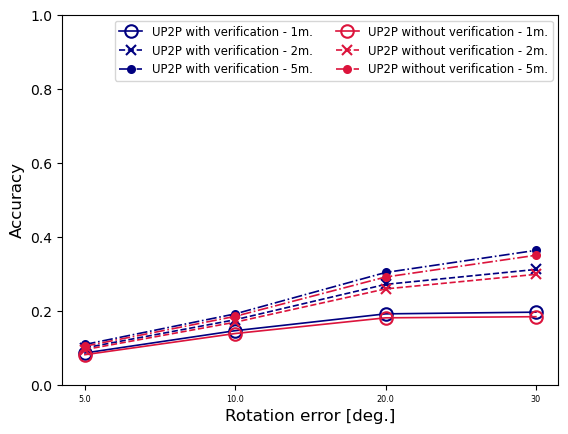 1.0
0.8
0.6
0.4
0.2
0.0
Accuracy
UP2P with verification - 1m.
UP2P with verification - 2m.
UP2P with verification - 5m.
UP2P without verification - 1m.
UP2P without verification - 2m.
UP2P without verification - 5m.
5.0 10.0 20.0 30
Rotation error [deg.]